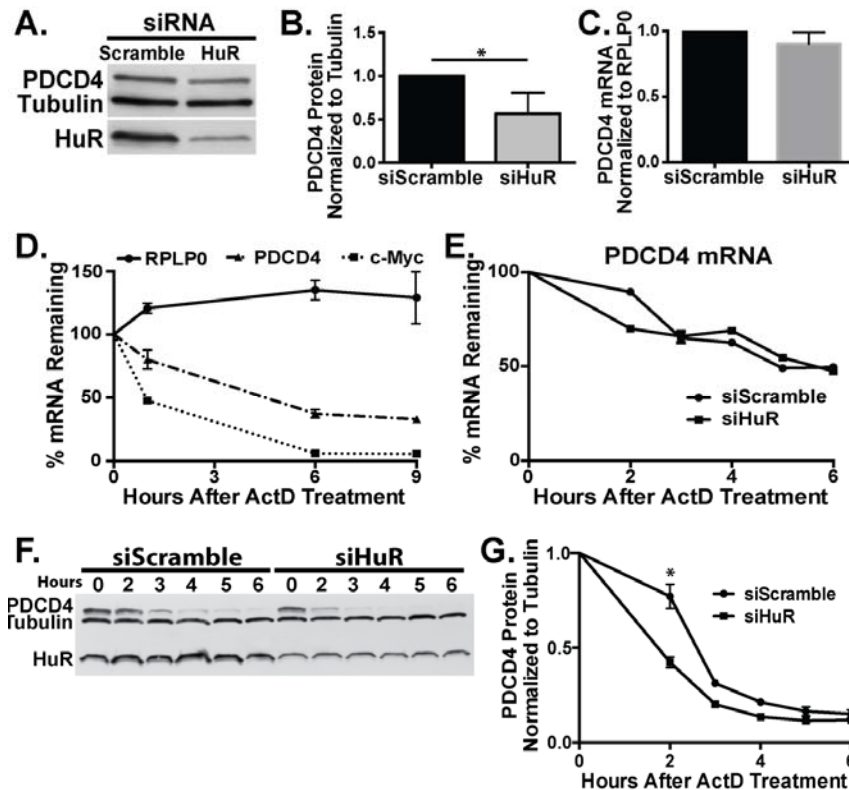 A.
siRNA
Scramble HuR
PDCD4
Tubulin
HuR
B.
PDCD4 Protein
Normalized to Tubulin
1.5
1.0
0.5
0.0
*
siScramble
siHuR
C.
PDCD4 mRNA
Normalized to RPLP0
1.0
0.5
0.0
siScramble
siHuR
D.
RPLP0
PDCD4
c-Myc
% mRNA Remaining
150
100
50
0
0 3 6 9
Hours After ActD Treatment
E.
PDCD4 mRNA
% mRNA Remaining
100
50
0
siScramble
siHuR
0 2 4 6
Hours After ActD Treatment
F.
siScramble siHuR
Hours 0 2 3 4 5 6 0 2 3 4 5 6
PDCD4
Tubulin
HuR
G.
PDCD4 Protein
Normalized to Tubulin
1.0
0.5
0.0
*
siScramble
siHuR
0 2 4 6
Hours After ActD Treatment